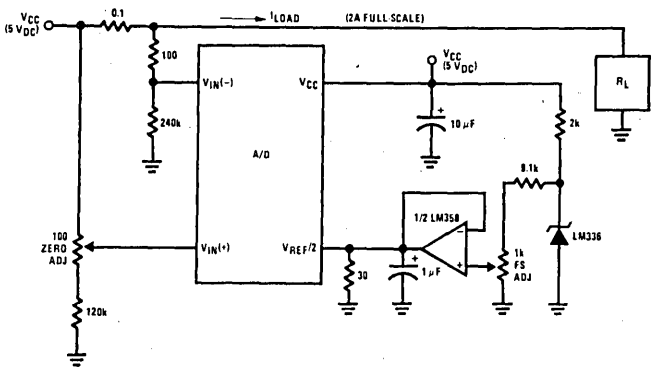 VCC
(5 VDC)
0.1
ILOAD
(2A FULL-SCALE)
100
VIN(−)
240k
A/D
VCC
VCC
(5 VDC)
10 μF
+
RL
2k
9.1k
LM336
1/2 LM358
−
+
1k
FS
ADJ
100
ZERO
ADJ
VIN(+)
VREF/2
30
+
1 μF
120k